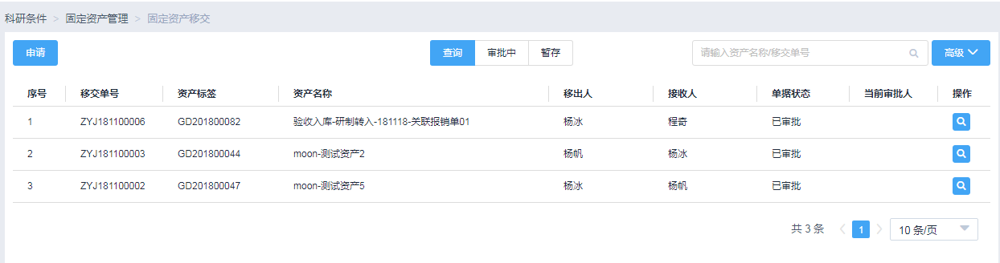 科研条件 > 固定资产管理 > 固定资产移交
申请 查询 审批中 暂存 请输入资产名称/移交单号 高级
序号 移交单号 资产标签 资产名称 移出人 接收人 单据状态 当前审批人 操作
1 ZYJ181100006 GD201800082 验收入库-研制转入-181118-关联报销单01 杨冰 程奇 已审批
2 ZYJ181100003 GD201800044 moon-测试资产2 杨帆 杨冰 已审批
3 ZYJ181100002 GD201800047 moon-测试资产5 杨冰 杨帆 已审批
共 3 条 1 10 条/页